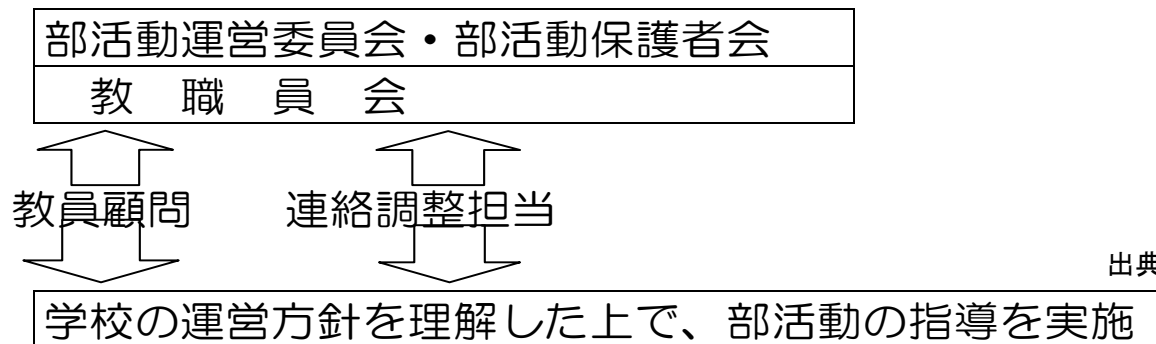 部活動運営委員会・部活動保護者会
教 職 員 会
教員顧問 連絡調整担当
出典
学校の運営方針を理解した上で、部活動の指導を実施